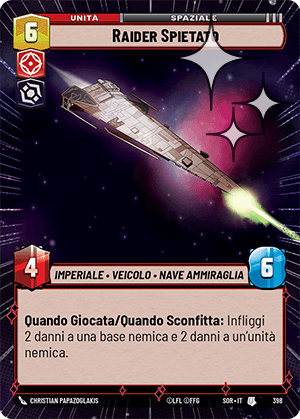 UNITÀ SPAZIALE
6 RAIDER SPIETATO
4 IMPERIALE • VEICOLO • NAVE AMMIRAGLIA 6
Quando Giocata/Quando Sconfitta: Infliggi
2 danni a una base nemica e 2 danni a un'unità
nemica.
CHRISTIAN PAPAZOGLAKIS ©LFL ©FFG SOR•IT U 398